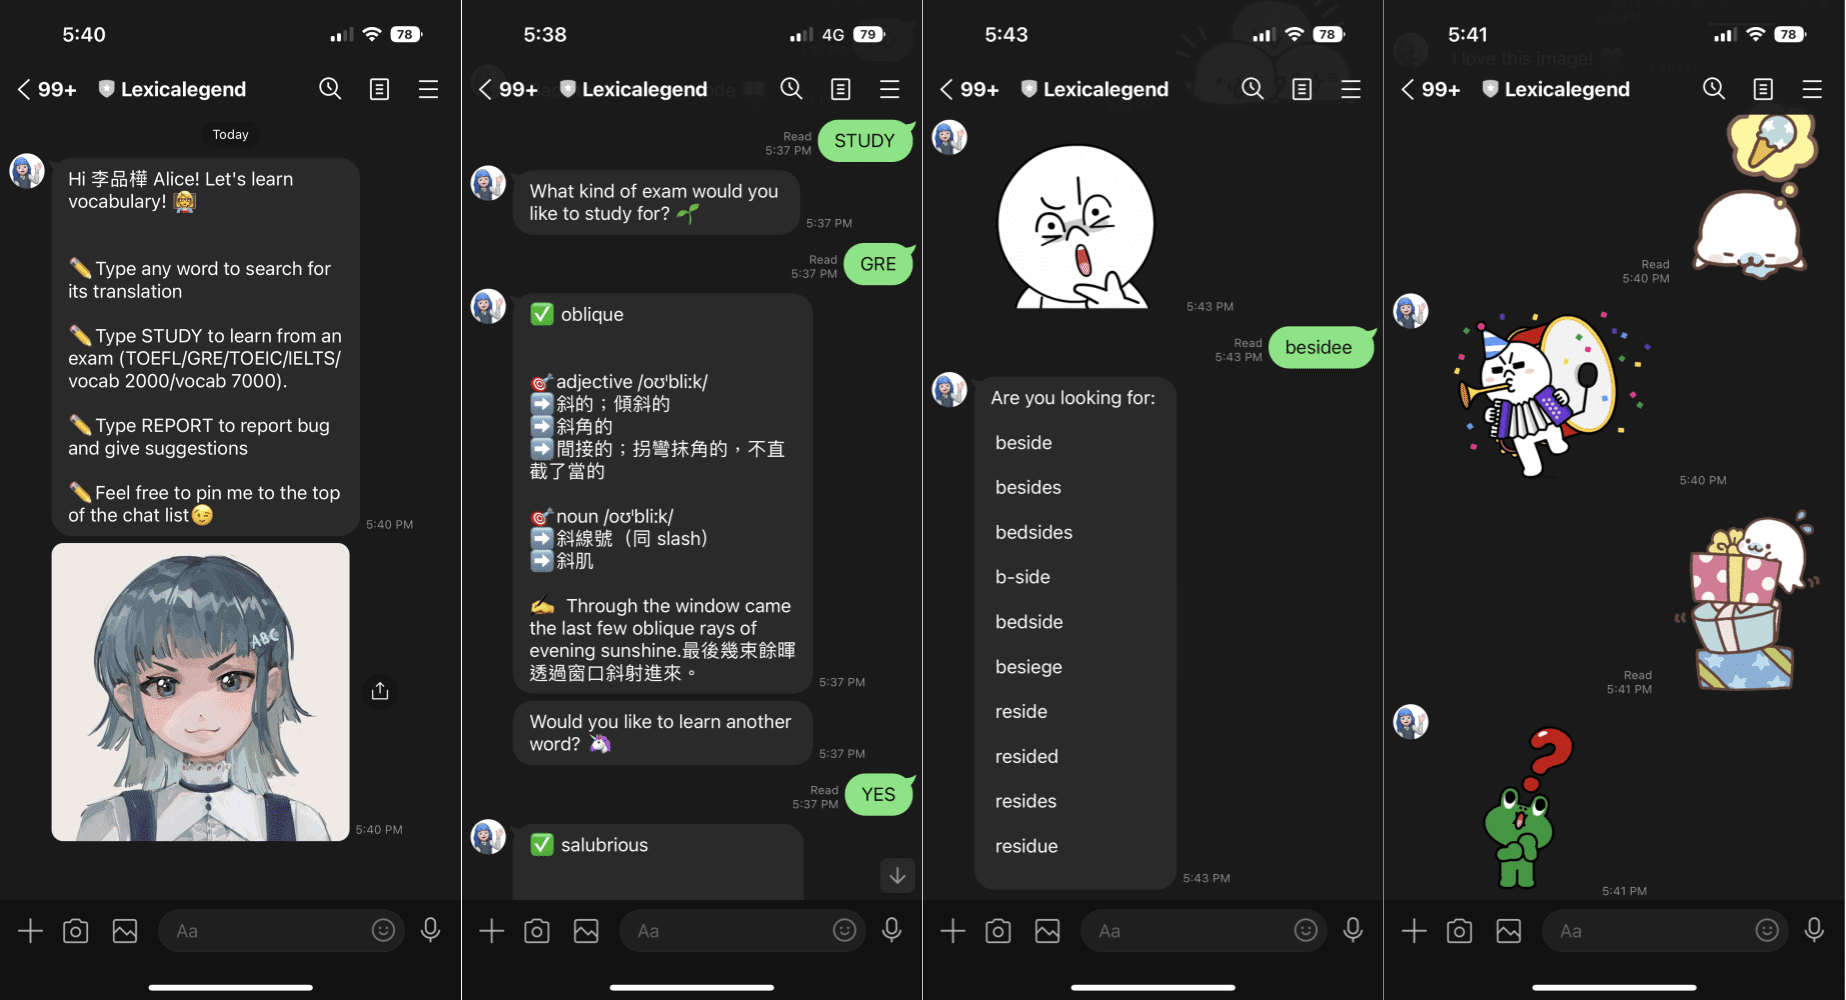 5:40
78
99+
Lexicalegend
Today
Hi 李品樺 Alice! Let's learn
vocabulary! 👩‍🏫
✏️Type any word to search for
its translation
✏️Type STUDY to learn from an
exam (TOEFL/GRE/TOEIC/IELTS/
vocab 2000/vocab 7000).
✏️Type REPORT to report bug
and give suggestions
✏️Feel free to pin me to the top
of the chat list😉
5:40 PM
ABC
5:40 PM
Aa
5:38
4G
79
99+
Lexicalegend
Read
5:37 PM
STUDY
What kind of exam would you
like to study for? 🌱
5:37 PM
Read
5:37 PM
GRE
✅ oblique
🎯adjective /oʊˈbliːk/
➡️斜的；傾斜的
➡️斜角的
➡️間接的；拐彎抹角的，不直
截了當的
🎯noun /oʊˈbliːk/
➡️斜線號（同 slash）
➡️斜肌
✍️ Through the window came
the last few oblique rays of
evening sunshine.最後幾束餘暉
透過窗口斜射進來。
5:37 PM
Would you like to learn another
word? 🦄
5:37 PM
Read
5:37 PM
YES
✅ salubrious
Aa
5:43
78
99+
Lexicalegend
5:43 PM
Read
5:43 PM
besidee
Are you looking for:
beside
besides
bedsides
b-side
bedside
besiege
reside
resided
resides
residue
5:43 PM
Aa
5:41
78
I love this image!
99+
Lexicalegend
Read
5:40 PM
5:40 PM
Read
5:41 PM
?
5:41 PM
Aa